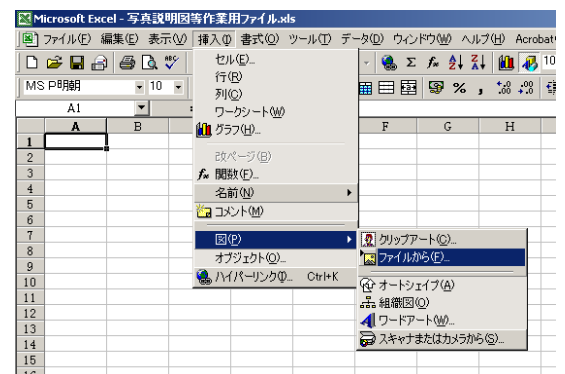 Microsoft Excel - 写真説明図等作業用ファイル.xls
ファイル(F) 編集(E) 表示(V) 挿入(I) 書式(O) ツール(T) データ(D) ウィンドウ(W) ヘルプ(H) Acrobat
MS P明朝 10 % ,
A1
A B F G H
セル(E)...
行(R)
列(C)
ワークシート(W)
グラフ(H)...
改ページ(B)
関数(F)...
名前(N)
コメント(M)
図(P)
オブジェクト(O)...
ハイパーリンク(I)... Ctrl+K
クリップアート(C)...
ファイルから(F)...
オートシェイプ(A)
組織図(O)
ワードアート(W)...
スキャナまたはカメラから(S)...
1
2
3
4
5
6
7
8
9
10
11
12
13
14
15